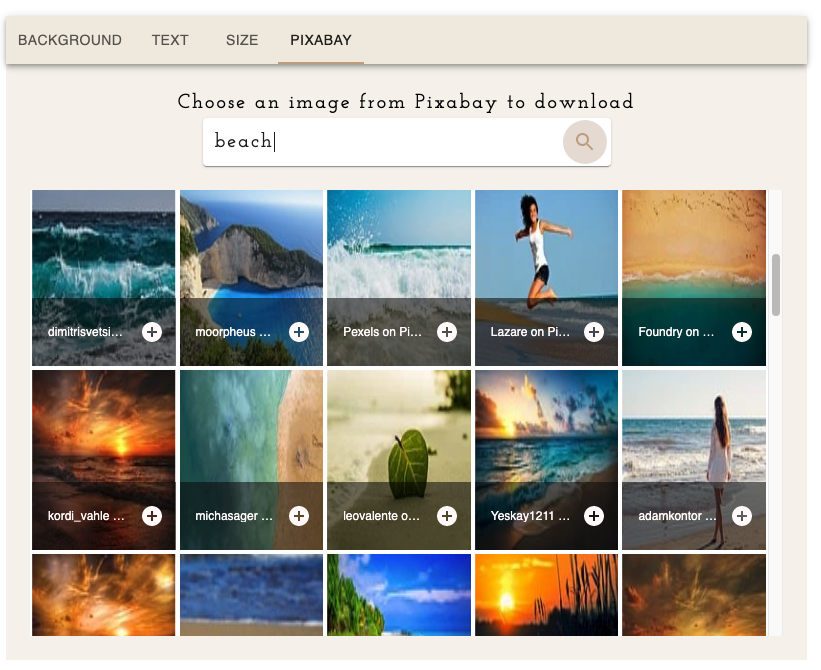 BACKGROUND TEXT SIZE PIXABAY
Choose an image from Pixabay to download
beach
dimitrisvetsi... moorpheus ... Pexels on Pi... Lazare on Pi... Foundry on ...
kordi_vahle ... michasager ... leovalente o... Yeskay1211 ... adamkontor ...